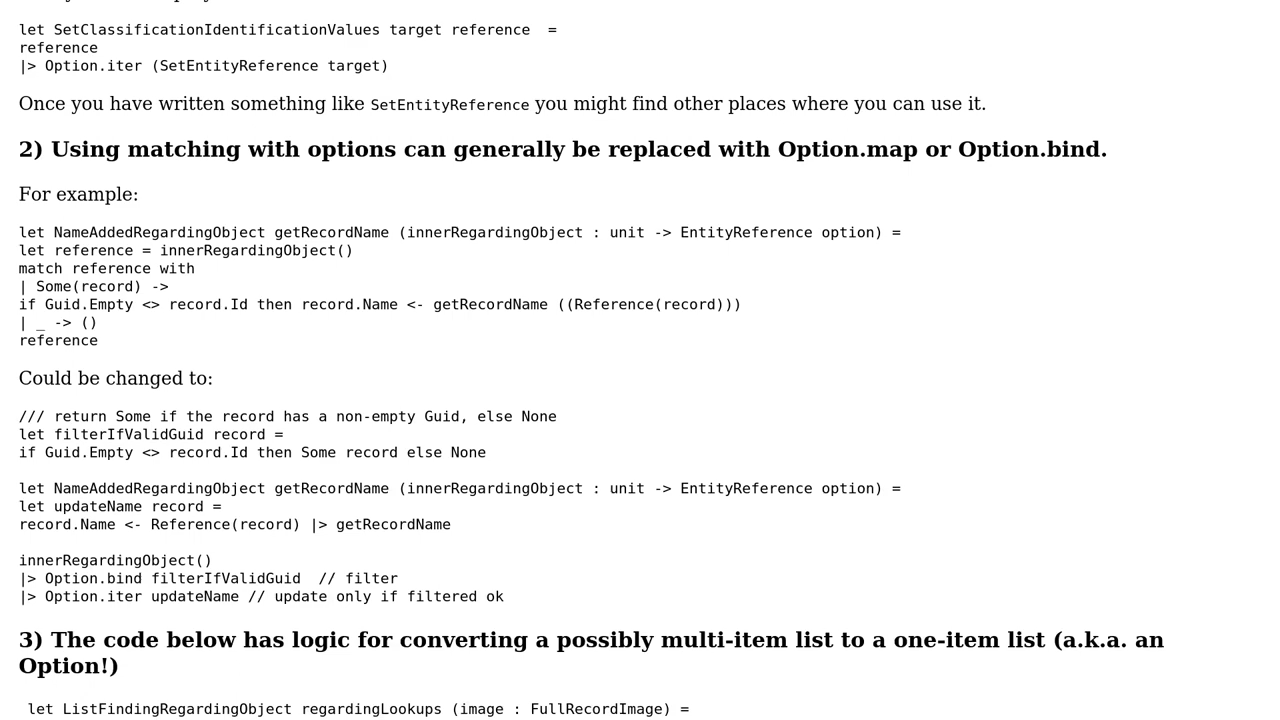 let SetClassificationIdentificationValues target reference  =
reference
|> Option.iter (SetEntityReference target)
Once you have written something like SetEntityReference you might find other places where you can use it.
2) Using matching with options can generally be replaced with Option.map or Option.bind.
For example:
let NameAddedRegardingObject getRecordName (innerRegardingObject : unit -> EntityReference option) =
let reference = innerRegardingObject()
match reference with
| Some(record) ->
if Guid.Empty <> record.Id then record.Name <- getRecordName ((Reference(record)))
| _ -> ()
reference
Could be changed to:
/// return Some if the record has a non-empty Guid, else None
let filterIfValidGuid record =
if Guid.Empty <> record.Id then Some record else None
let NameAddedRegardingObject getRecordName (innerRegardingObject : unit -> EntityReference option) =
let updateName record =
record.Name <- Reference(record) |> getRecordName
innerRegardingObject()
|> Option.bind filterIfValidGuid  // filter
|> Option.iter updateName // update only if filtered ok
3) The code below has logic for converting a possibly multi-item list to a one-item list (a.k.a. an
Option!)
let ListFindingRegardingObject regardingLookups (image : FullRecordImage) =